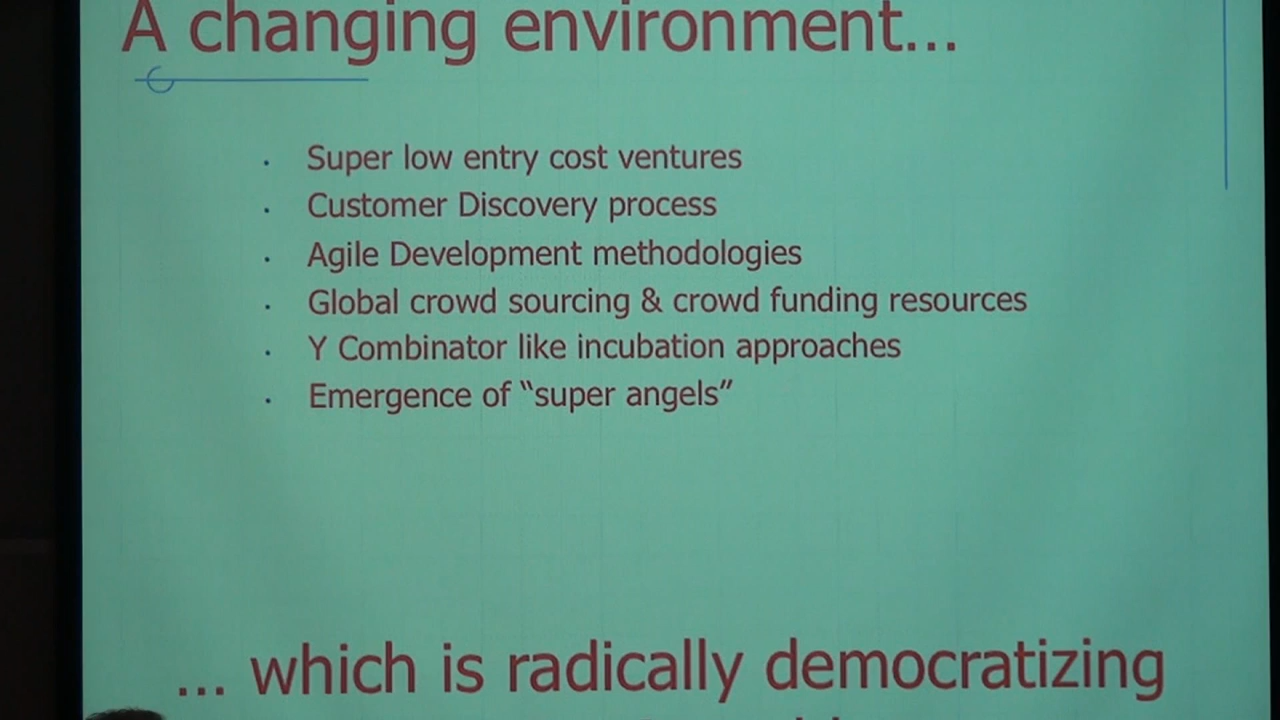 A changing environment...
· Super low entry cost ventures
· Customer Discovery process
· Agile Development methodologies
· Global crowd sourcing & crowd funding resources
· Y Combinator like incubation approaches
· Emergence of “super angels”
... which is radically democratizing